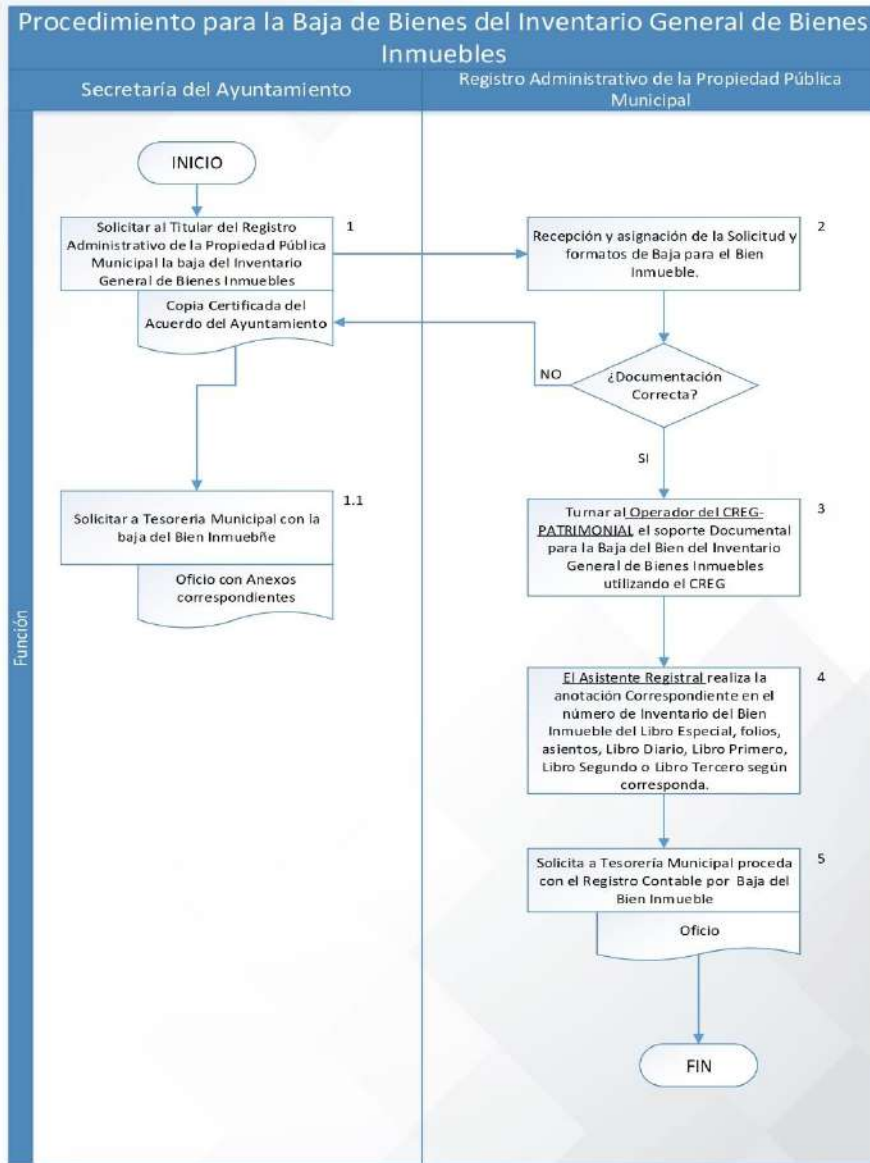 Procedimiento para la Baja de Bienes del Inventario General de Bienes
Inmuebles
Secretaría del Ayuntamiento
Registro Administrativo de la Propiedad Pública
Municipal
Función
INICIO
Solicitar al Titular del Registro
Administrativo de la Propiedad Pública
Municipal la baja del Inventario
General de Bienes Inmuebles
1
Copia Certificada del
Acuerdo del Ayuntamiento
Recepción y asignación de la Solicitud y
formatos de Baja para el Bien
Inmueble.
2
¿Documentación
Correcta?
NO
SI
Solicitar a Tesoreria Municipal con la
baja del Bien Inmuebñe
1.1
Oficio con Anexos
correspondientes
Turnar al Operador del CREG-
PATRIMONIAL el soporte Documental
para la Baja del Bien del Inventario
General de Bienes Inmuebles
utilizando el CREG
3
El Asistente Registral realiza la
anotación Correspondiente en el
número de Inventario del Bien
Inmueble del Libro Especial, folios,
asientos, Libro Diario, Libro Primero,
Libro Segundo o Libro Tercero según
corresponda.
4
Solicita a Tesorería Municipal proceda
con el Registro Contable por Baja del
Bien Inmueble
5
Oficio
FIN